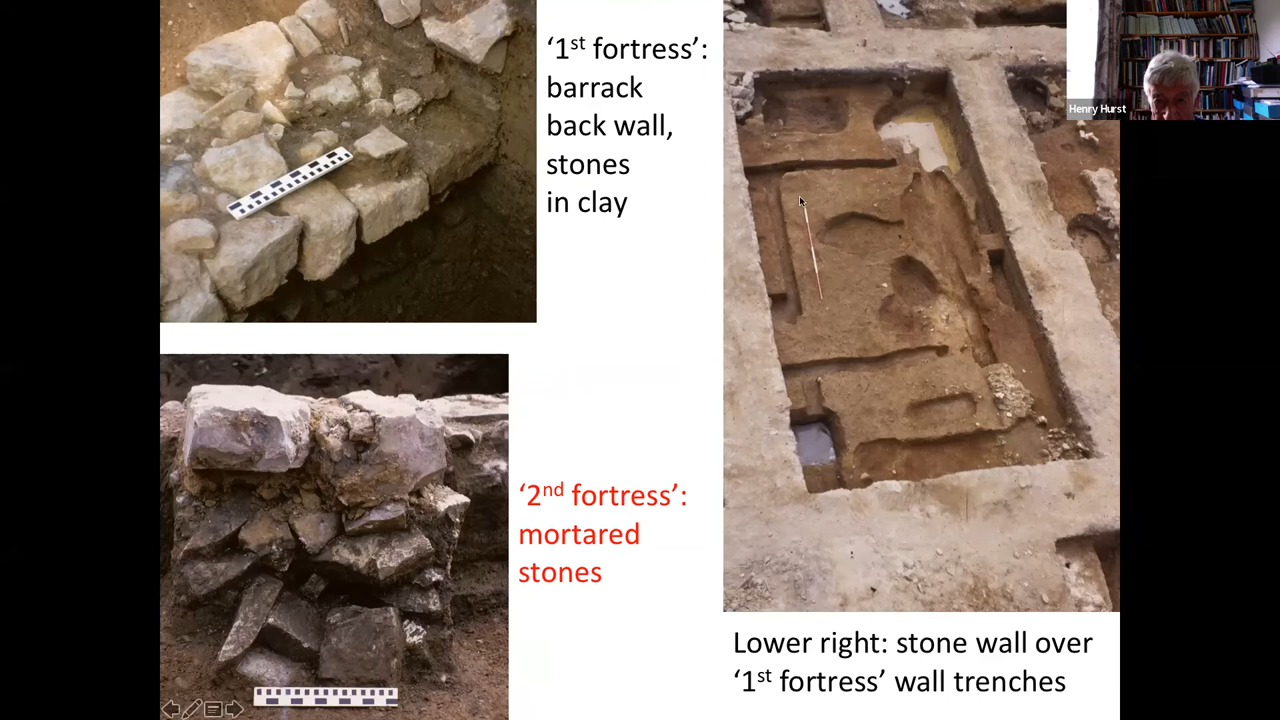 ‘1st fortress’:
barrack
back wall,
stones
in clay
‘2nd fortress’:
mortared
stones
Lower right: stone wall over
‘1st fortress’ wall trenches
Henry Hurst